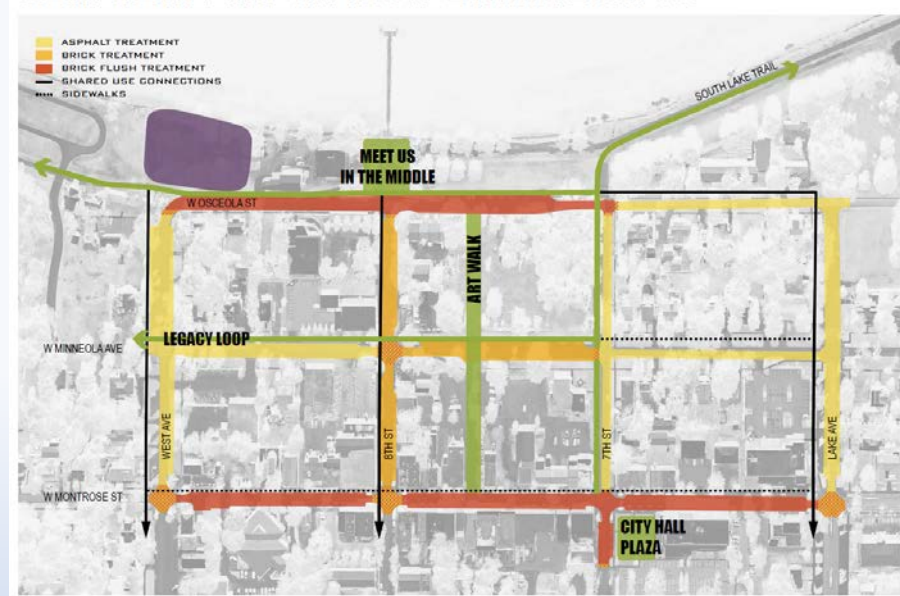 ASPHALT TREATMENT
BRICK TREATMENT
BRICK FLUSH TREATMENT
SHARED USE CONNECTIONS
SIDEWALKS
SOUTH LAKE TRAIL
MEET US
IN THE MIDDLE
W OSCEOLA ST
ART WALK
LEGACY LOOP
W MINNEOLA AVE
WEST AVE
8TH ST
7TH ST
LAKE AVE
W MONTROSE ST
CITY HALL
PLAZA